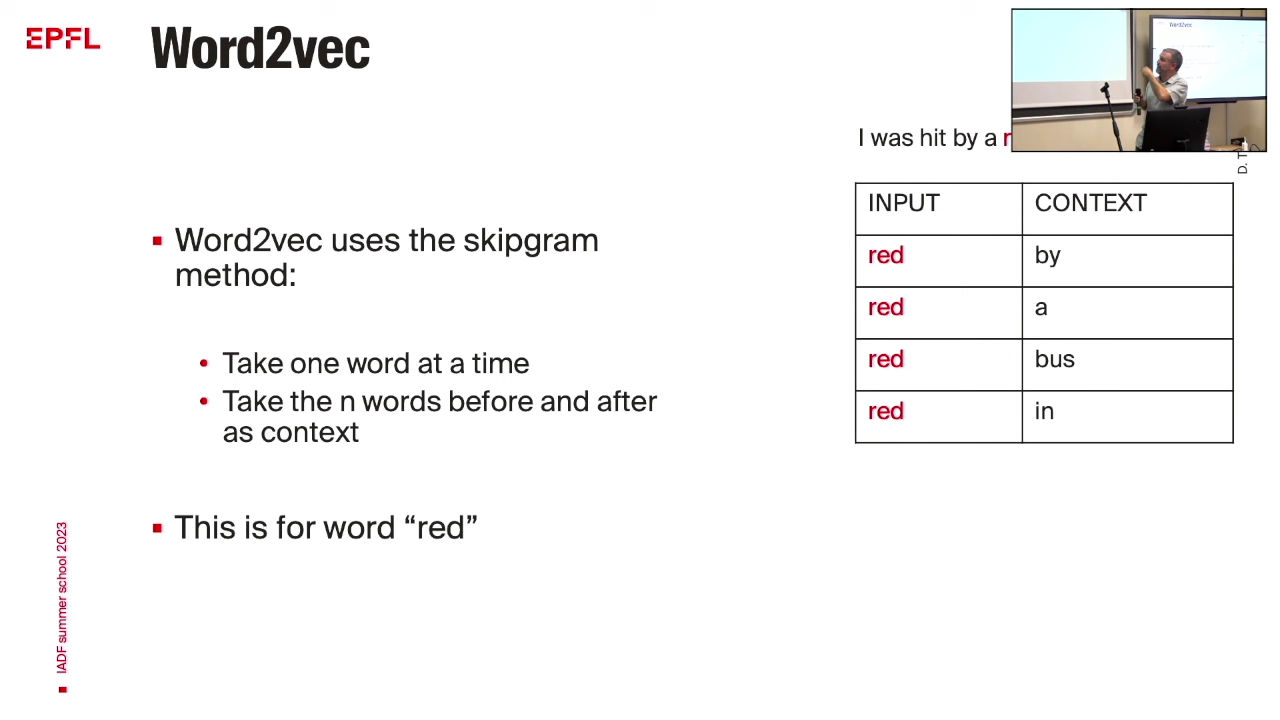 EPFL
Word2vec
I was hit by a r
▪ Word2vec uses the skipgram
method:
• Take one word at a time
• Take the n words before and after
as context
▪ This is for word “red”
INPUT CONTEXT
red by
red a
red bus
red in
IADF summer school 2023
D. T
Word2vec